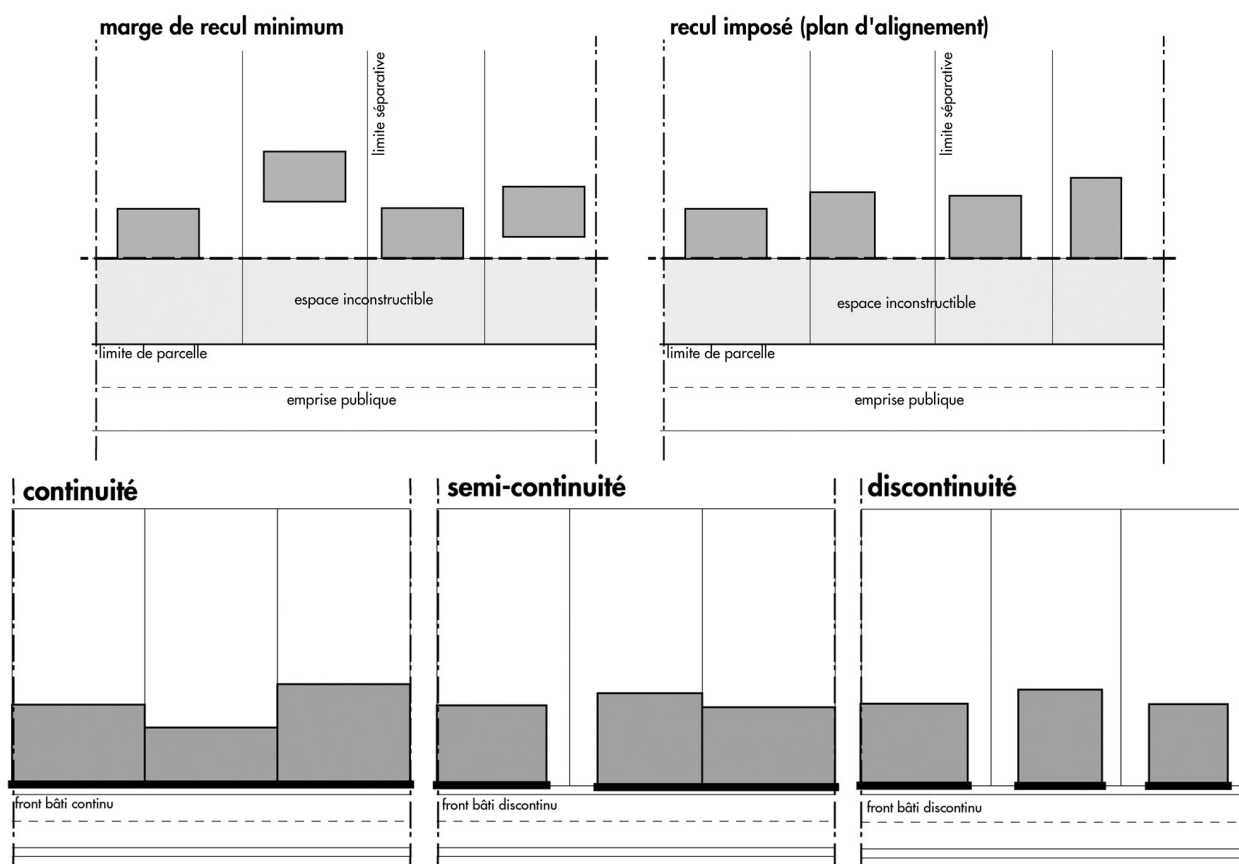 marge de recul minimum
recul imposé (plan d'alignement)
limite séparative
limite séparative
espace inconstructible
espace inconstructible
limite de parcelle
limite de parcelle
emprise publique
emprise publique
continuité
semi-continuité
discontinuité
front bâti continu
front bâti discontinu
front bâti discontinu